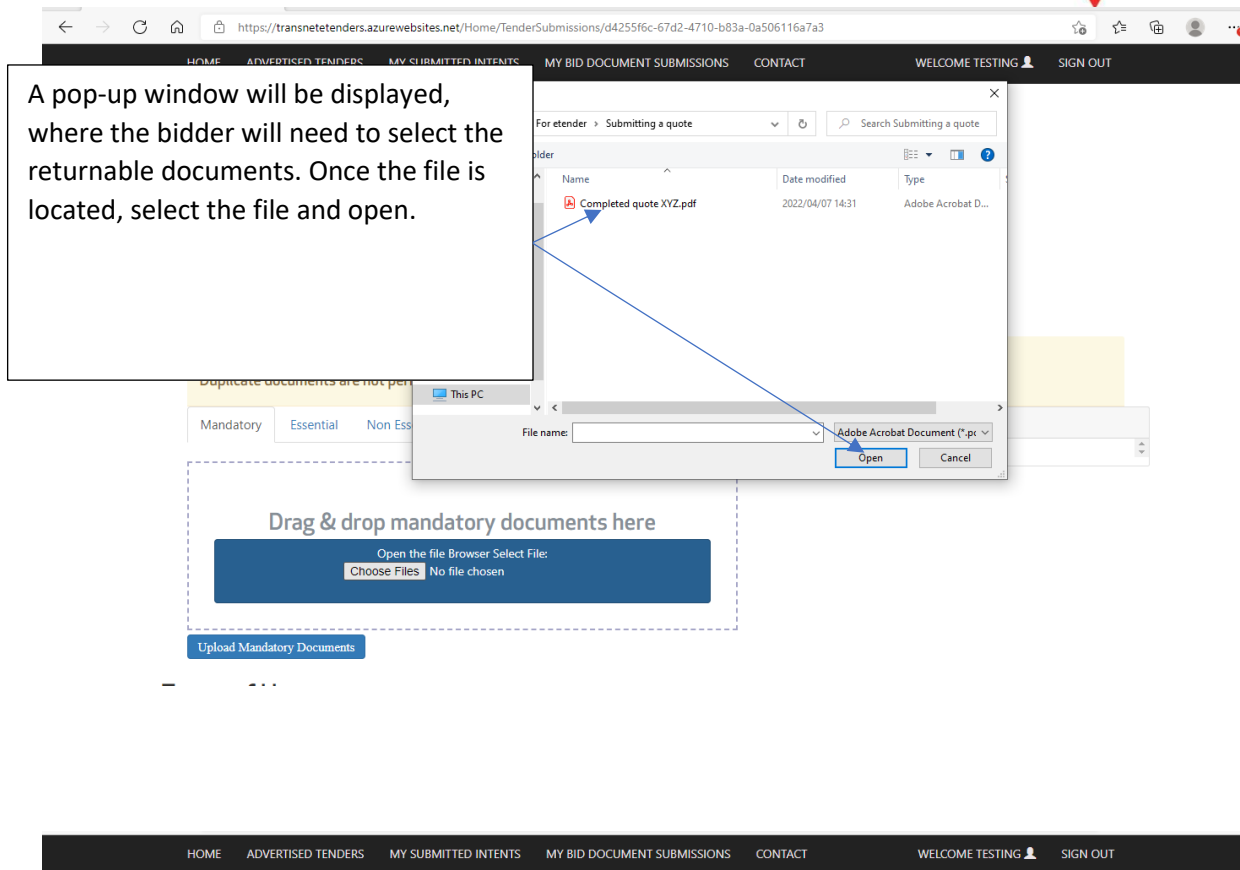 https://transnetetenders.azurewebsites.net/Home/TenderSubmissions/d4255f6c-67d2-4710-b83a-0a506116a7a3
HOME ADVERTISED TENDERS MY SUBMITTED INTENTS MY BID DOCUMENT SUBMISSIONS CONTACT WELCOME TESTING SIGN OUT
A pop-up window will be displayed,
where the bidder will need to select the
returnable documents. Once the file is
located, select the file and open.
For etender › Submitting a quote Search Submitting a quote
Name Date modified Type
Completed quote XYZ.pdf 2022/04/07 14:31 Adobe Acrobat D...
Duplicate documents are not
This PC
Mandatory Essential Non
File name: Adobe Acrobat Document (*.pc
Open Cancel
Drag & drop mandatory documents here
Open the file Browser Select File:
Choose Files No file chosen
Upload Mandatory Documents
HOME ADVERTISED TENDERS MY SUBMITTED INTENTS MY BID DOCUMENT SUBMISSIONS CONTACT WELCOME TESTING SIGN OUT